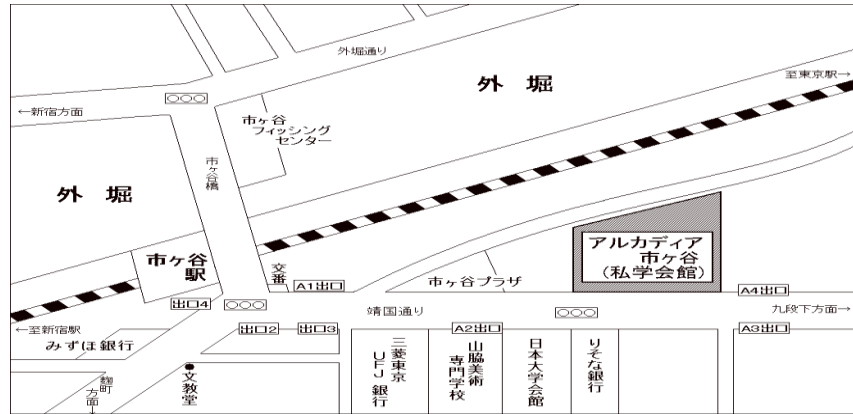 外堀通り
外　堀
至東京駅→
←新宿方面
市ヶ谷
フィッシング
センター
市ヶ谷橋
外　堀
アルカディア
市ヶ谷
(私学会館)
市ヶ谷
駅
交番
A1出口
市ヶ谷プラザ
A4出口
出口4
靖国通り
九段下方面→
←至新宿駅
出口2
出口3
A2出口
A3出口
みずほ銀行
三菱東京
UFJ銀行
山脇美術
専門学校
日本大学会館
りそな銀行
文教堂
麹町
方面→